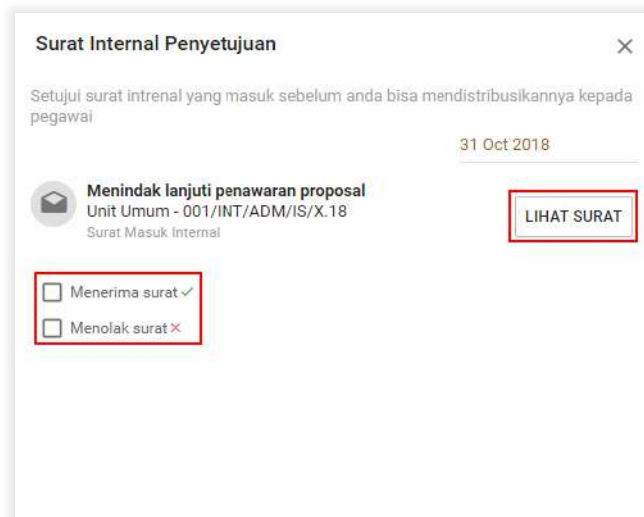 Surat Internal Penyetujuan
Setujui surat intrenal yang masuk sebelum anda bisa mendistribusikannya kepada
pegawai
31 Oct 2018
Menindak lanjuti penawaran proposal
Unit Umum - 001/INT/ADM/IS/X.18
Surat Masuk Internal
LIHAT SURAT
Menerima surat
Menolak surat